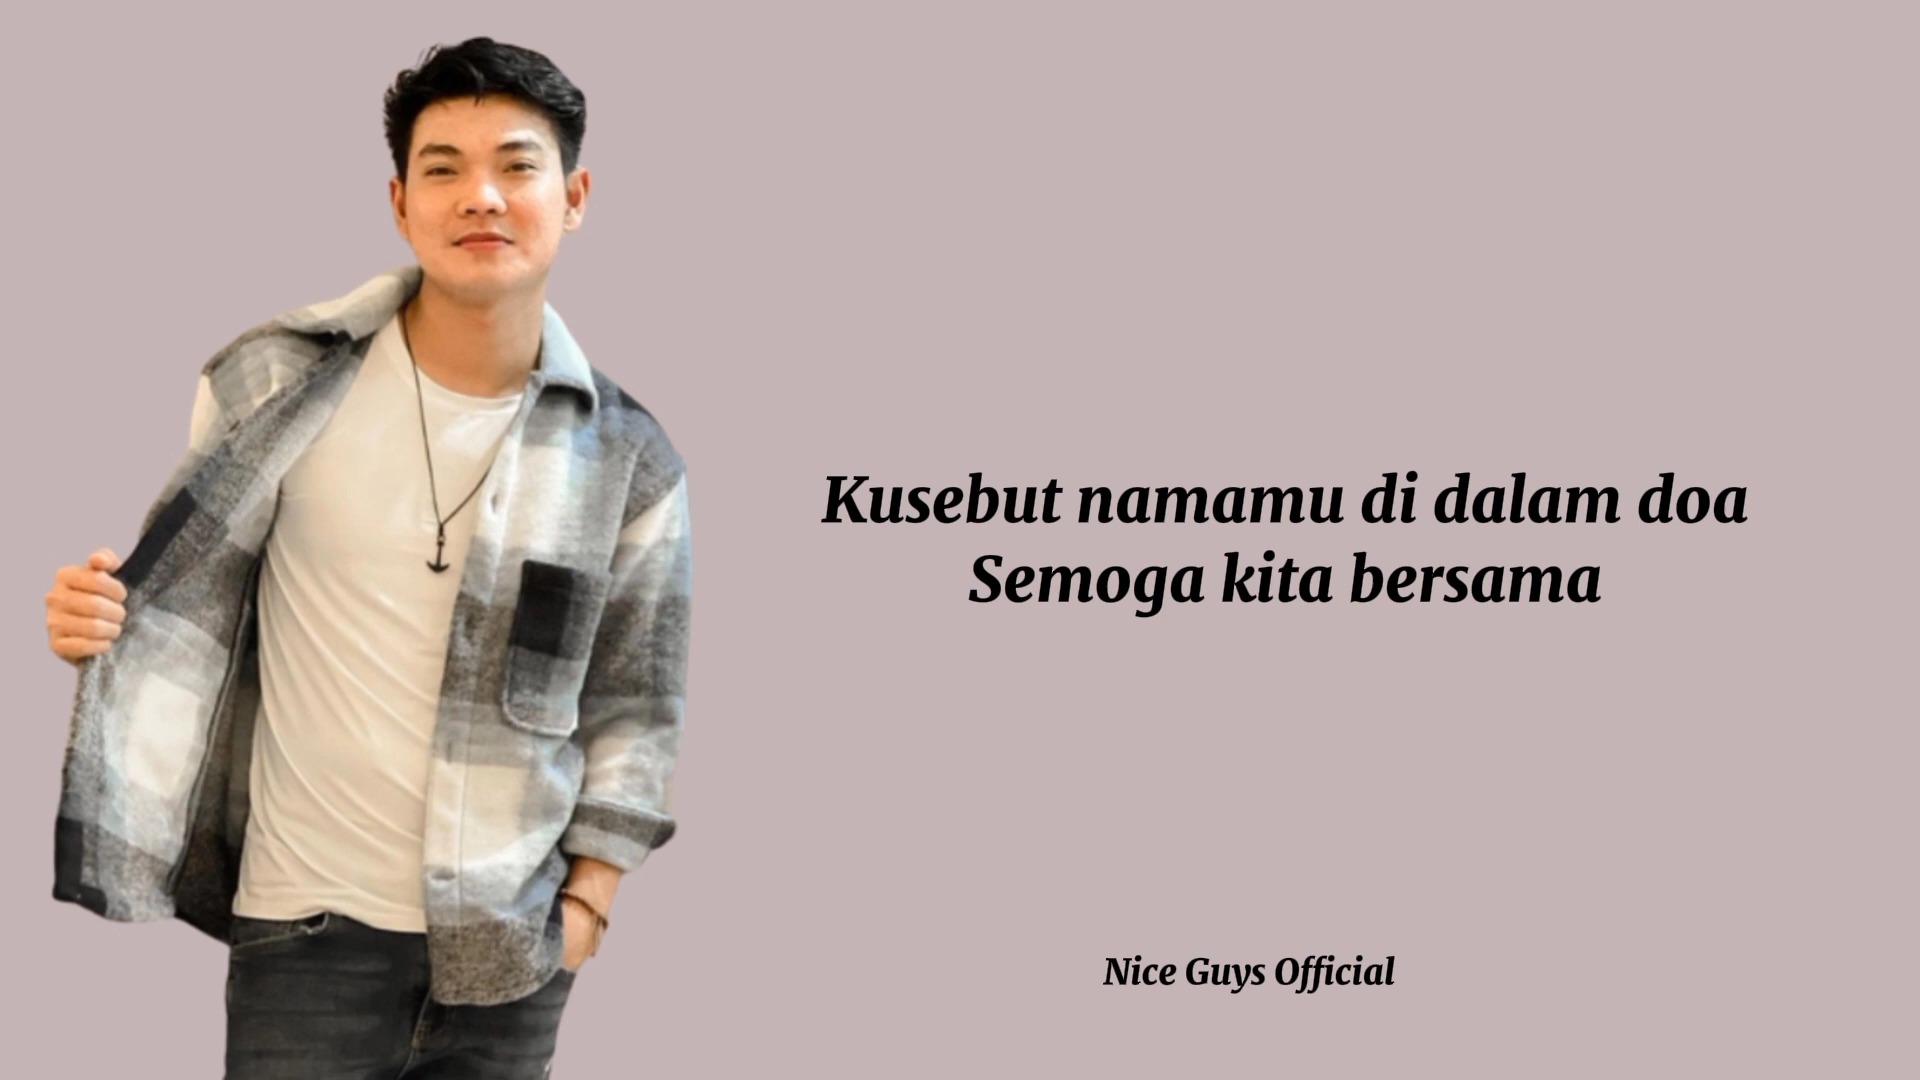 Kusebut namamu di dalam doa
Semoga kita bersama
Nice Guys Official